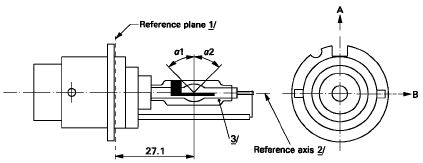 Reference plane 1/
A
α1 α2
B
3/
Reference axis 2/
27.1